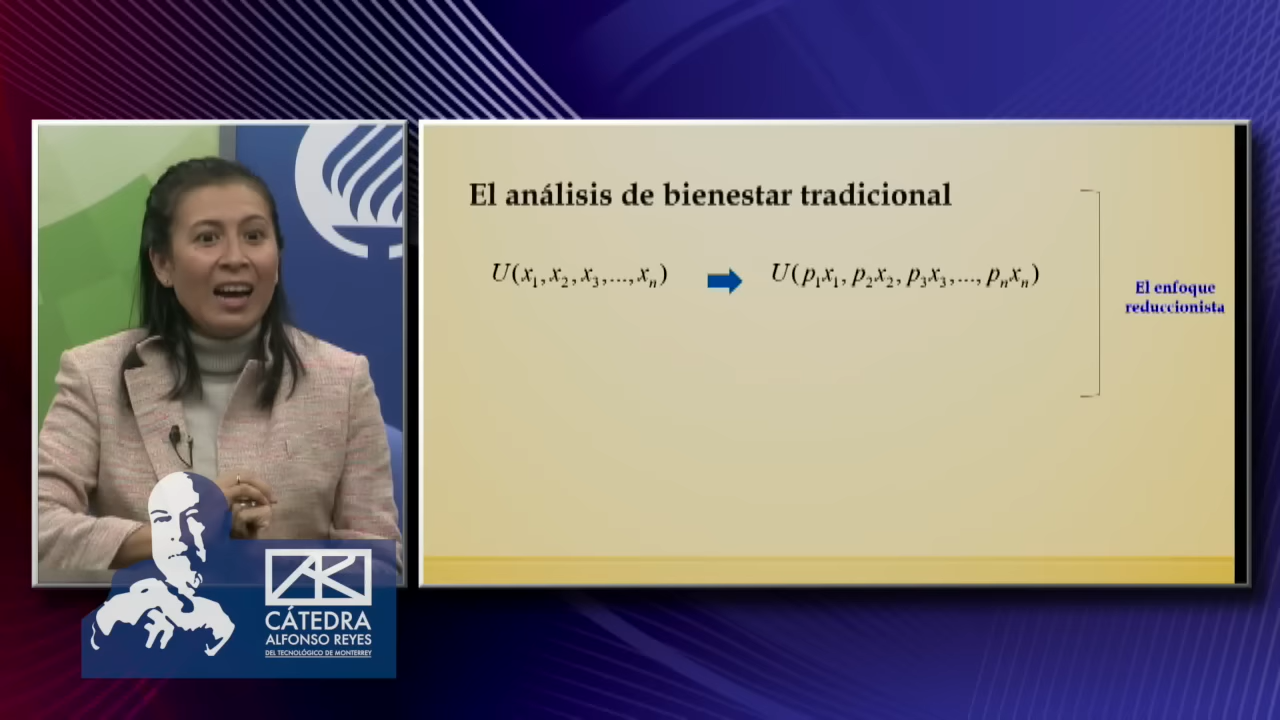 El análisis de bienestar tradicional
U(x₁, x₂, x₃,..., xₙ)
U(p₁x₁, p₂x₂, p₃x₃,..., pₙxₙ)
El enfoque
reduccionista
CÁTEDRA
ALFONSO REYES
DEL TECNOLÓGICO DE MONTERREY